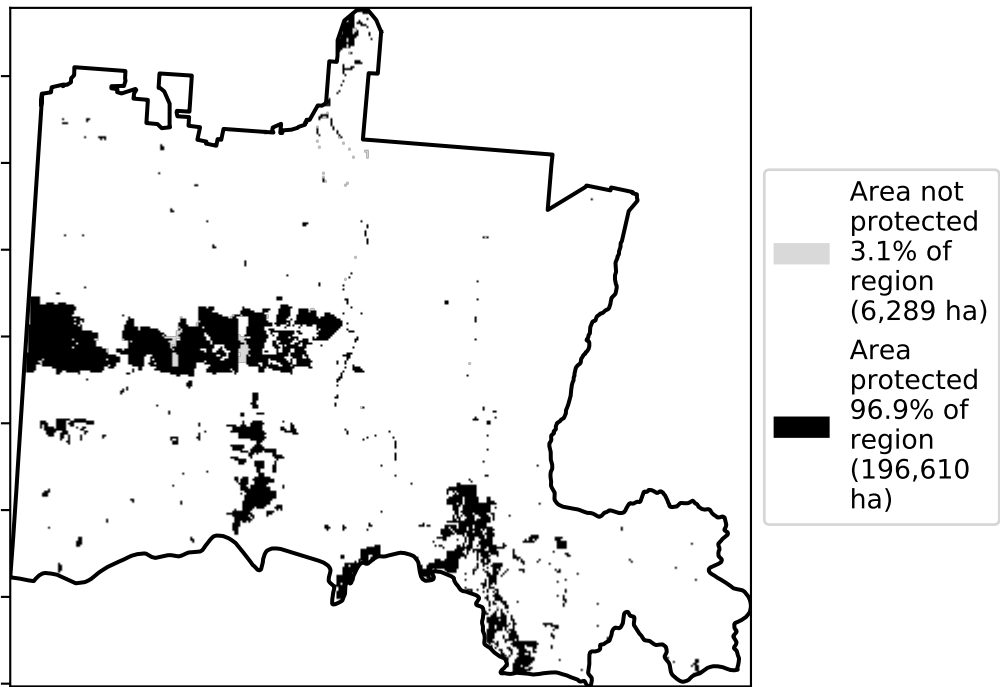 Area not
protected
3.1% of
region
(6,289 ha)
Area
protected
96.9% of
region
(196,610
ha)